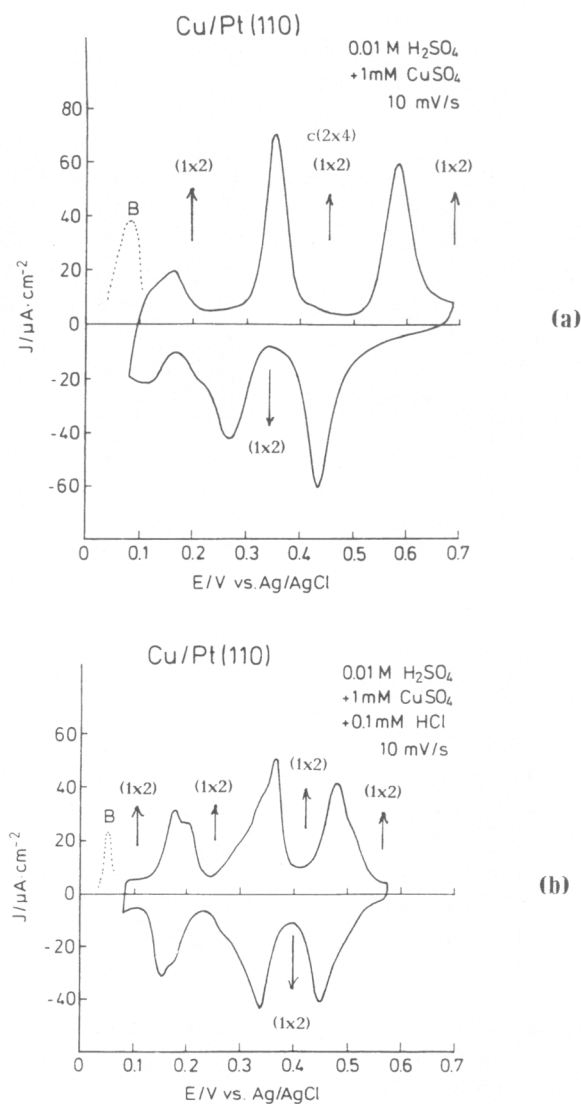 Cu/Pt(110)
0.01 M H₂SO₄
+1mM CuSO₄
10 mV/s
80
60
40
20
0
-20
-40
-60
J/μA·cm⁻²
B
(1x2)
c(2x4)
(1x2)
(1x2)
(1x2)
(a)
0 0.1 0.2 0.3 0.4 0.5 0.6 0.7
E/V vs. Ag/AgCl
Cu/Pt(110)
0.01 M H₂SO₄
+1mM CuSO₄
+0.1mM HCl
10 mV/s
60
40
20
0
-20
-40
J/μA·cm⁻²
B
(1x2)
(1x2)
(1x2)
(1x2)
(1x2)
(b)
0 0.1 0.2 0.3 0.4 0.5 0.6 0.7
E/V vs. Ag/AgCl